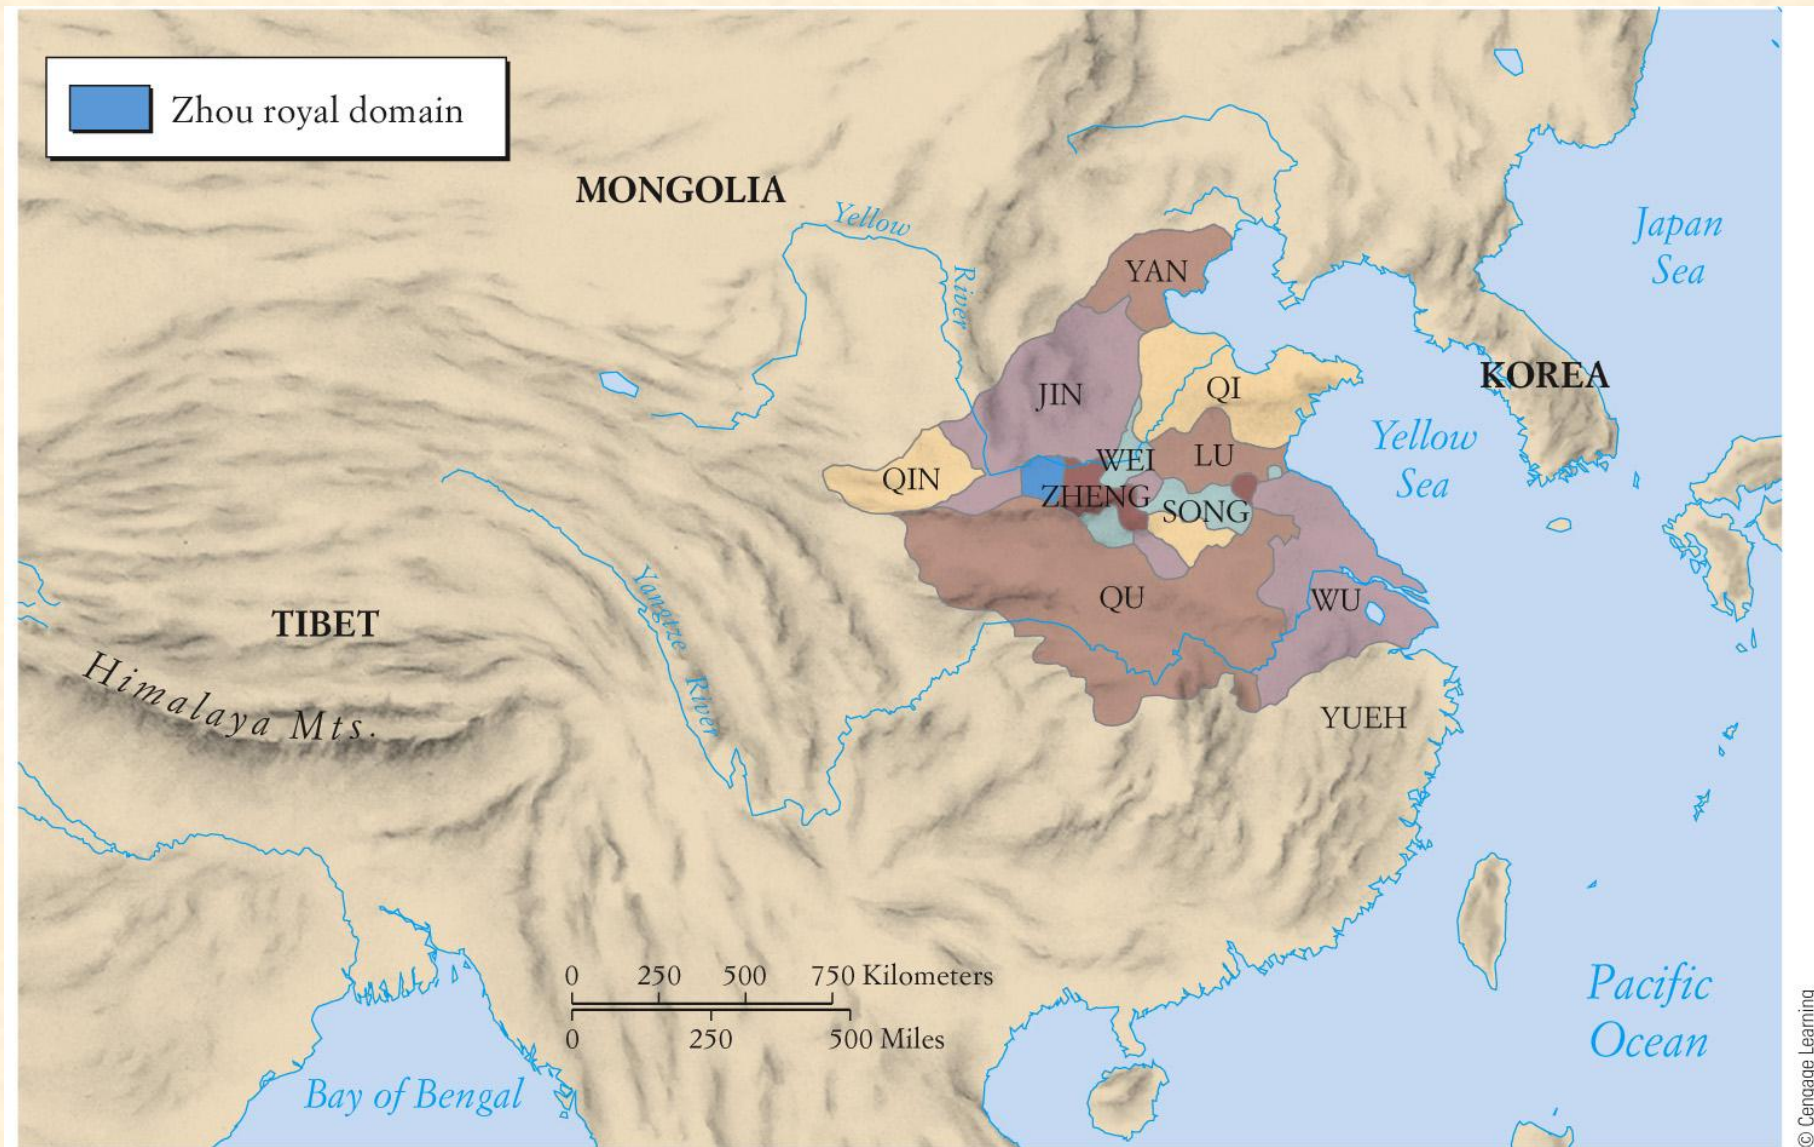 Zhou royal domain
MONGOLIA
Yellow
River
Japan
Sea
YAN
JIN
QI
KOREA
Yellow
Sea
QIN
WEI
LU
ZHENG
SONG
TIBET
Yangtze
River
QU
WU
Himalaya Mts.
YUEH
0 250 500 750 Kilometers
0 250 500 Miles
Pacific
Ocean
Bay of Bengal
© Cengage Learning